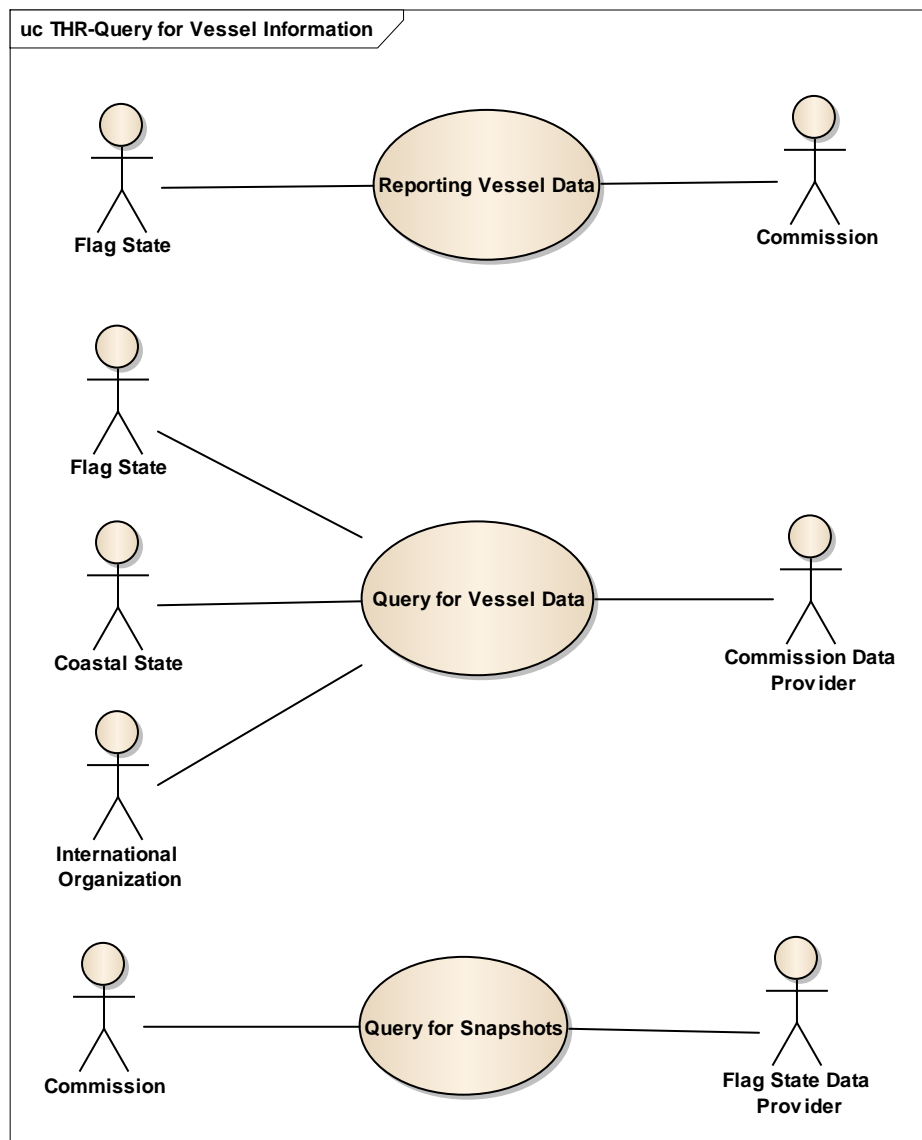 uc THR-Query for Vessel Information
Reporting Vessel Data
Flag State
Commission
Flag State
Query for Vessel Data
Coastal State
Commission Data
Provider
International
Organization
Query for Snapshots
Commission
Flag State Data
Provider